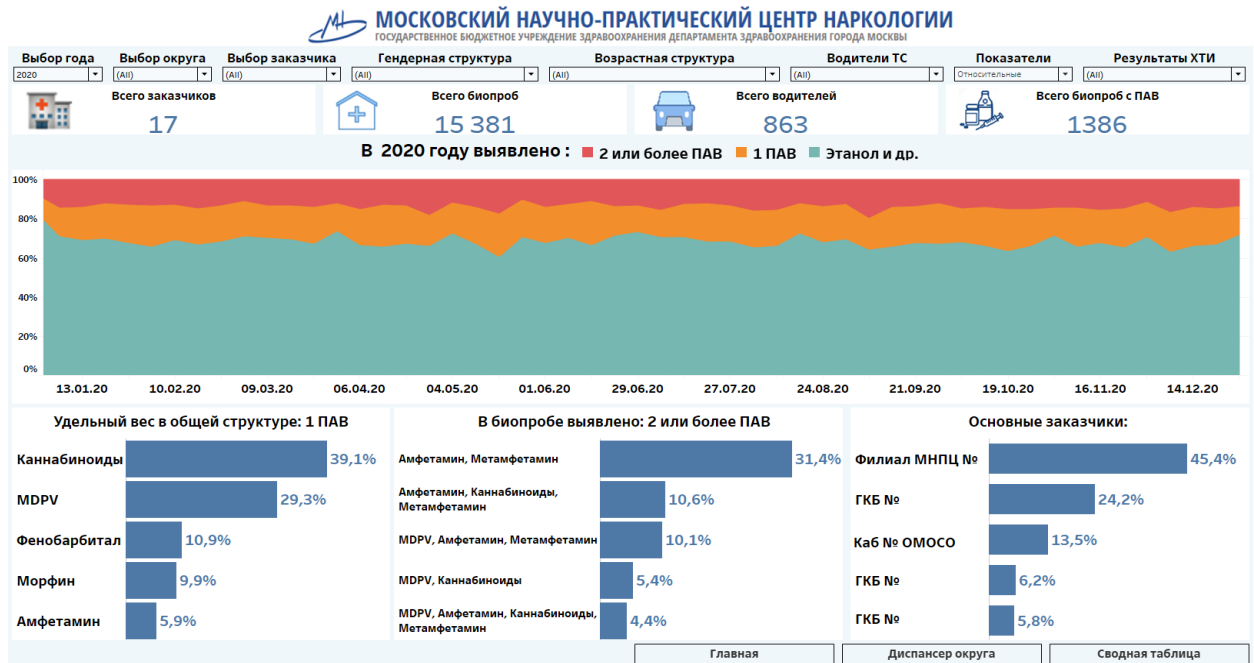 МОСКОВСКИЙ НАУЧНО-ПРАКТИЧЕСКИЙ ЦЕНТР НАРКОЛОГИИ
ГОСУДАРСТВЕННОЕ БЮДЖЕТНОЕ УЧРЕЖДЕНИЕ ЗДРАВООХРАНЕНИЯ ДЕПАРТАМЕНТА ЗДРАВООХРАНЕНИЯ ГОРОДА МОСКВЫ
Выбор года Выбор округа Выбор заказчика Гендерная структура Возрастная структура Водители ТС Показатели Результаты ХТИ
2020 (All) (All) (All) (All) (All) Относительные (All)
Всего заказчиков Всего биопроб Всего водителей Всего биопроб с ПАВ
17 15 381 863 1386
В 2020 году выявлено : 2 или более ПАВ 1 ПАВ Этанол и др.
100%
80%
60%
40%
20%
0%
13.01.20 10.02.20 09.03.20 06.04.20 04.05.20 01.06.20 29.06.20 27.07.20 24.08.20 21.09.20 19.10.20 16.11.20 14.12.20
Удельный вес в общей структуре: 1 ПАВ
Каннабиноиды 39,1%
MDPV 29,3%
Фенобарбитал 10,9%
Морфин 9,9%
Амфетамин 5,9%
В биопробе выявлено: 2 или более ПАВ
Амфетамин, Метамфетамин 31,4%
Амфетамин, Каннабиноиды,
Метамфетамин 10,6%
MDPV, Амфетамин, Метамфетамин 10,1%
MDPV, Каннабиноиды 5,4%
MDPV, Амфетамин, Каннабиноиды,
Метамфетамин 4,4%
Основные заказчики:
Филиал МНПЦ № 45,4%
ГКБ № 24,2%
Каб № ОМОСО 13,5%
ГКБ № 6,2%
ГКБ № 5,8%
Главная Диспансер округа Сводная таблица